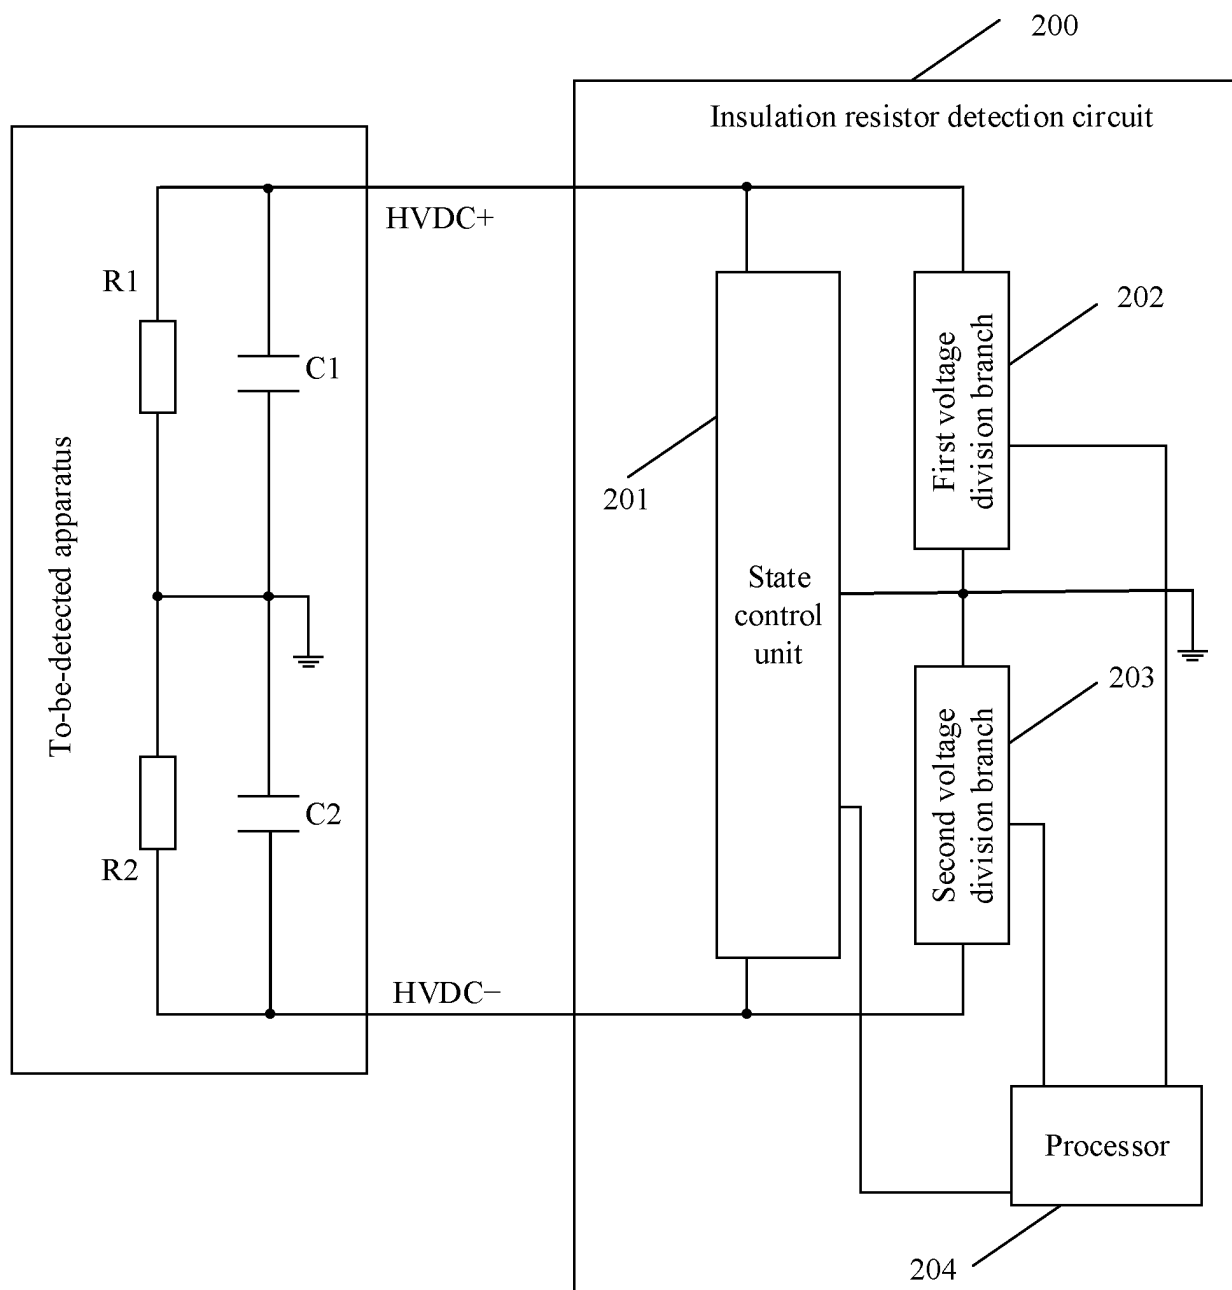 200
Insulation resistor detection circuit
HVDC+
R1
C1
202
First voltage
division branch
201
To-be-detected apparatus
State
control
unit
203
Second voltage
division branch
C2
R2
HVDC−
Processor
204